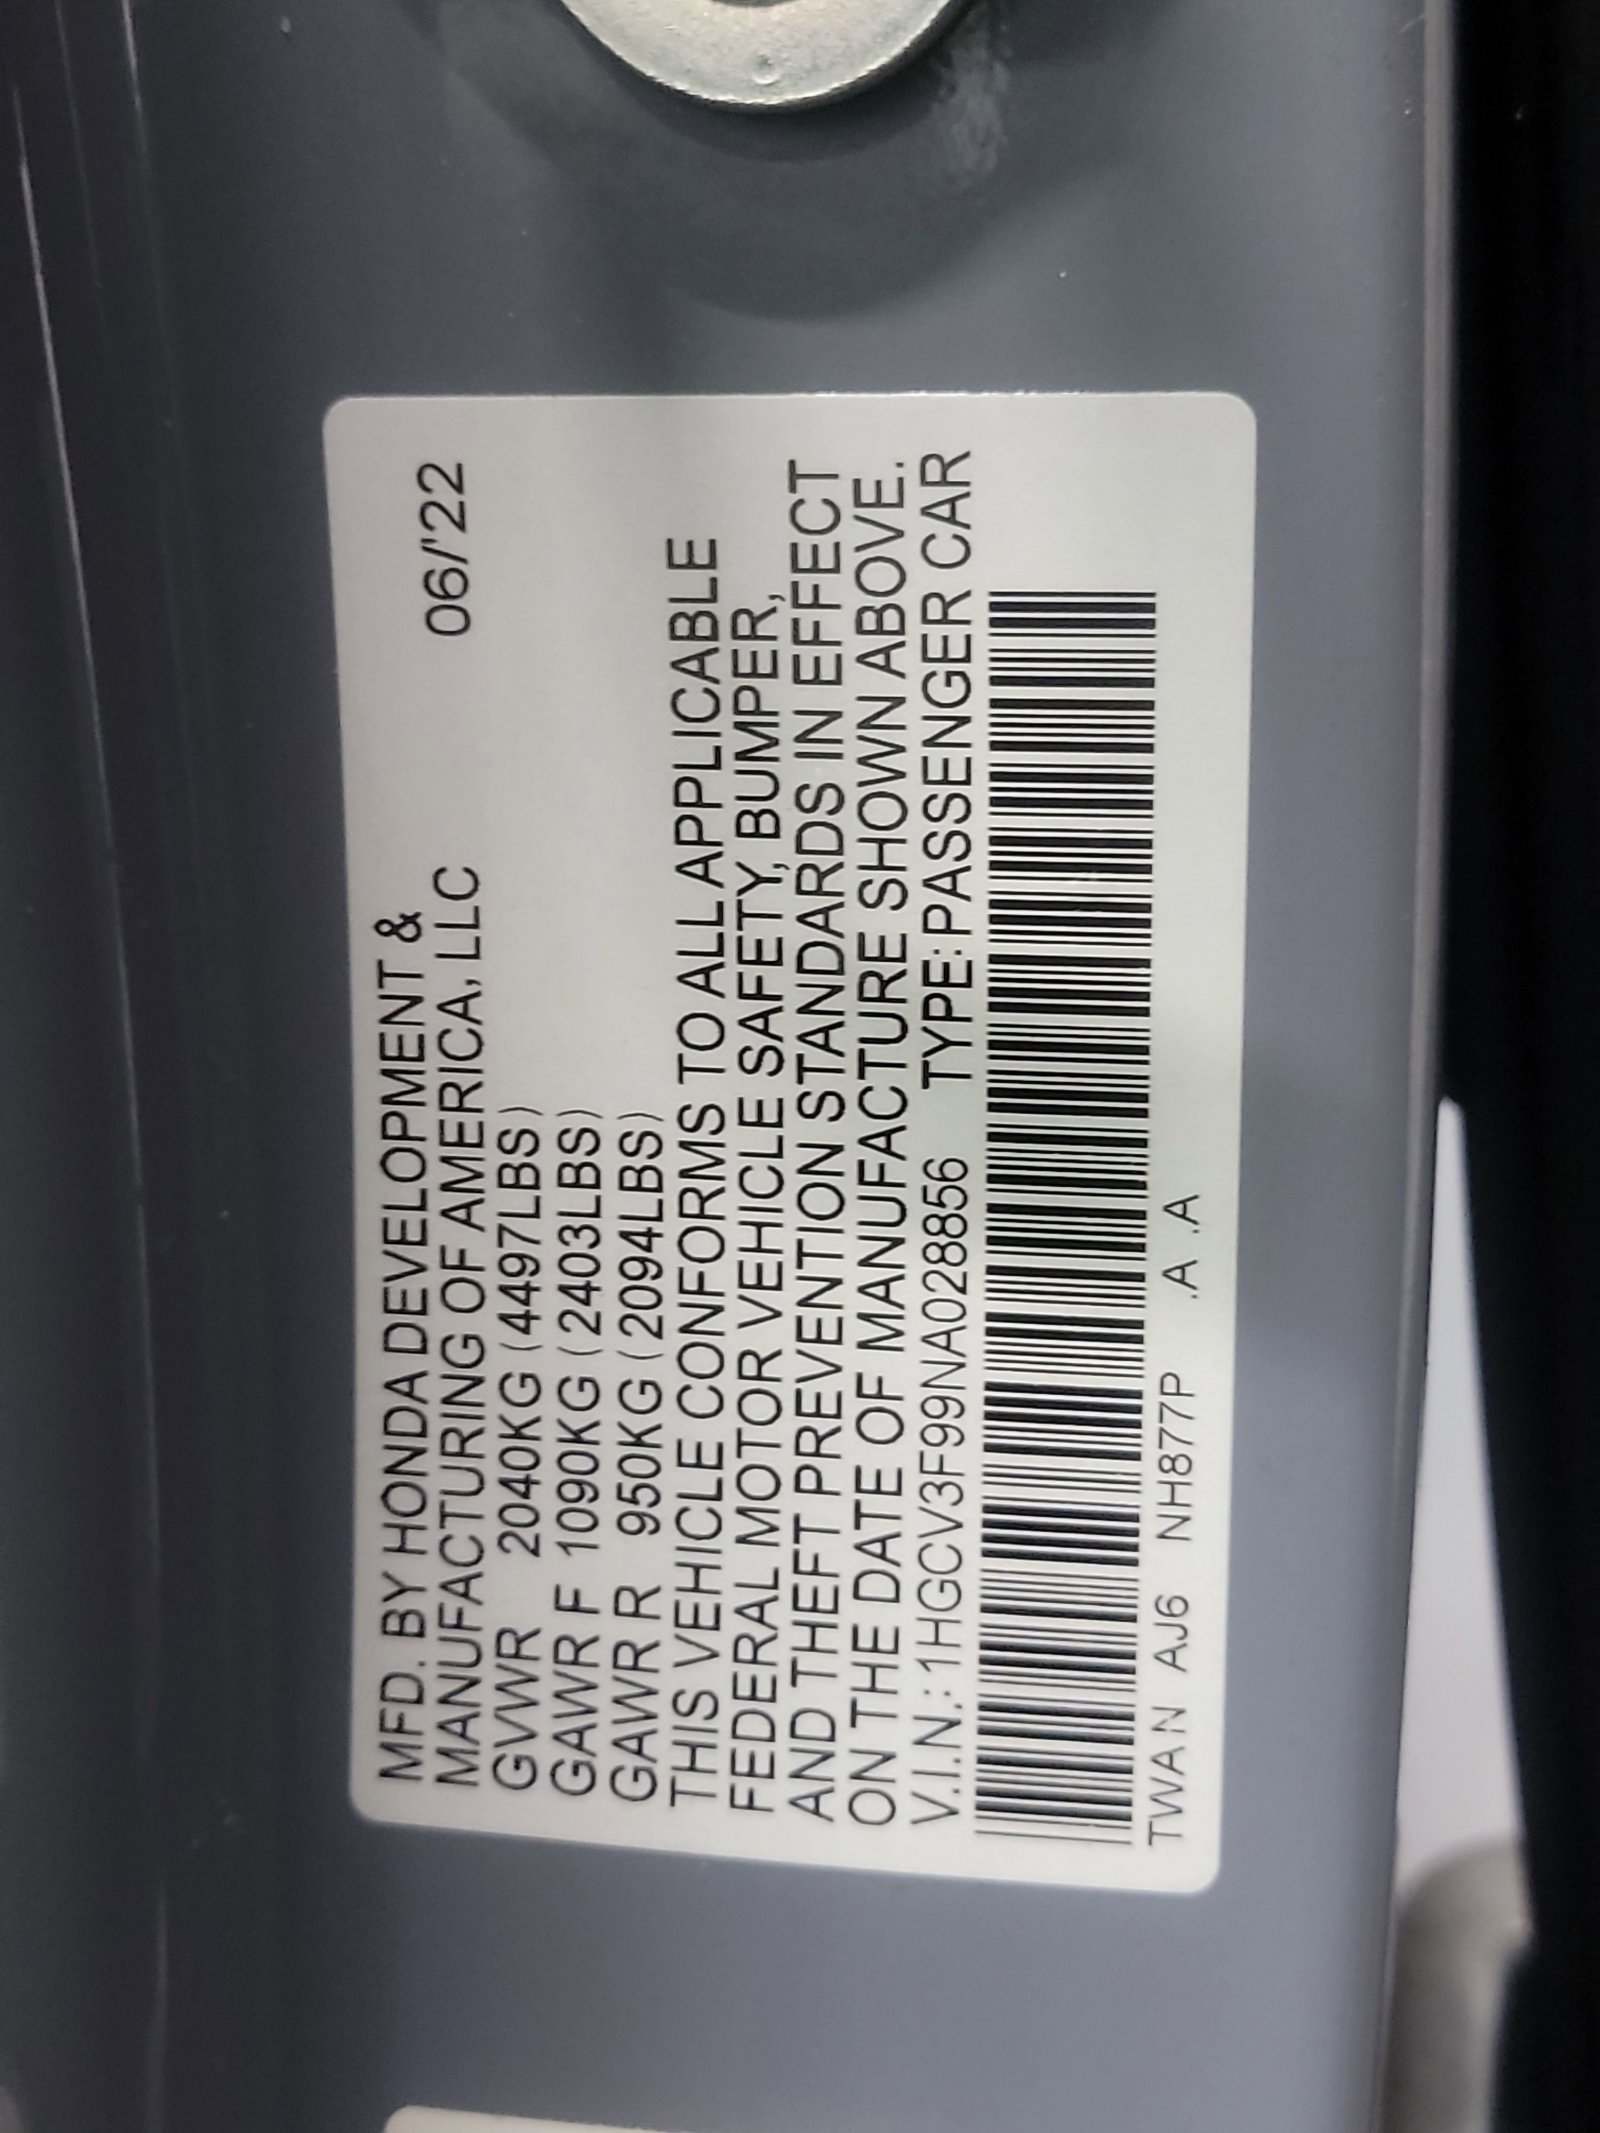 MFD. BY HONDA DEVELOPMENT &
MANUFACTURING OF AMERICA, LLC 06/'22
GVWR 2040KG (4497LBS)
GAWR F 1090KG (2403LBS)
GAWR R 950KG (2094LBS)
THIS VEHICLE CONFORMS TO ALL APPLICABLE
FEDERAL MOTOR VEHICLE SAFETY, BUMPER,
AND THEFT PREVENTION STANDARDS IN EFFECT
ON THE DATE OF MANUFACTURE SHOWN ABOVE.
V.I.N.: 1HGCV3F99NA028856 TYPE: PASSENGER CAR
TWAN AJ6 NH877P .A .A